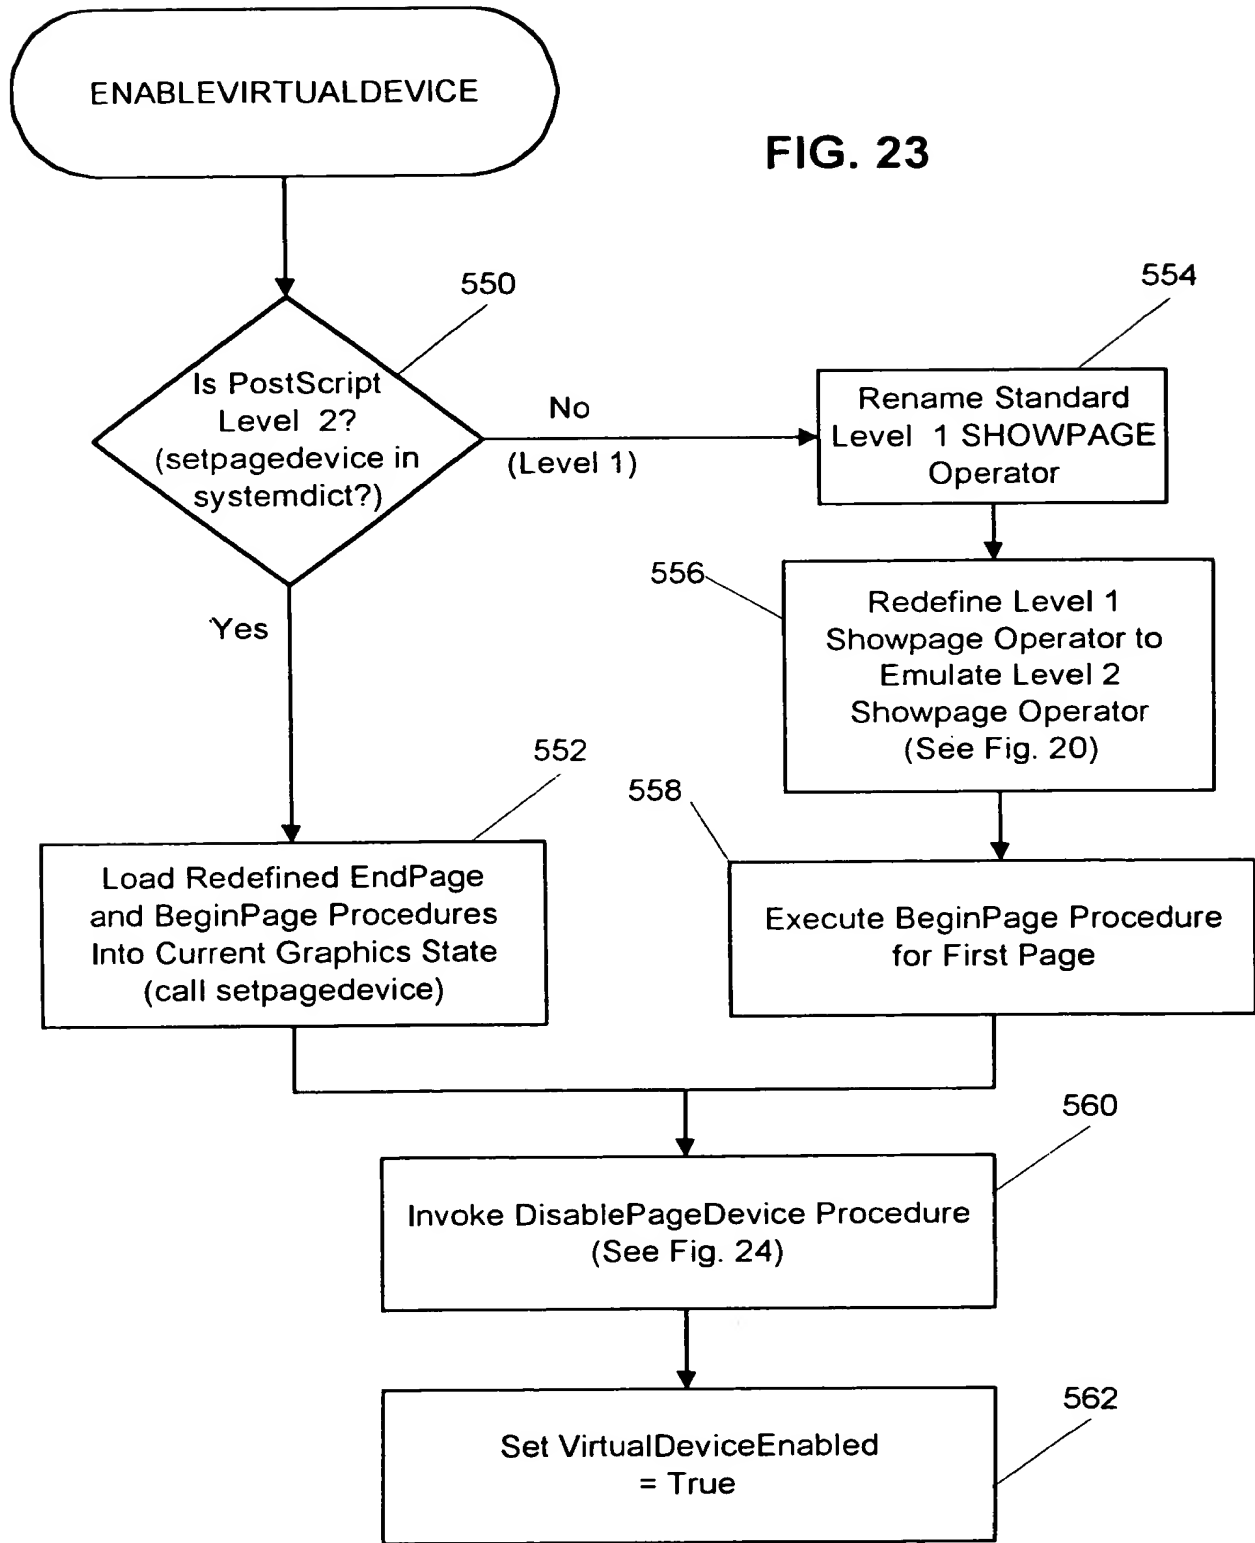 ENABLEVIRTUALDEVICE
FIG. 23
550
Is PostScript
Level 2?
(setpagedevice in
systemdict?)
No
(Level 1)
Yes
554
Rename Standard
Level 1 SHOWPAGE
Operator
556
Redefine Level 1
Showpage Operator to
Emulate Level 2
Showpage Operator
(See Fig. 20)
552
Load Redefined EndPage
and BeginPage Procedures
Into Current Graphics State
(call setpagedevice)
558
Execute BeginPage Procedure
for First Page
560
Invoke DisablePageDevice Procedure
(See Fig. 24)
562
Set VirtualDeviceEnabled
= True